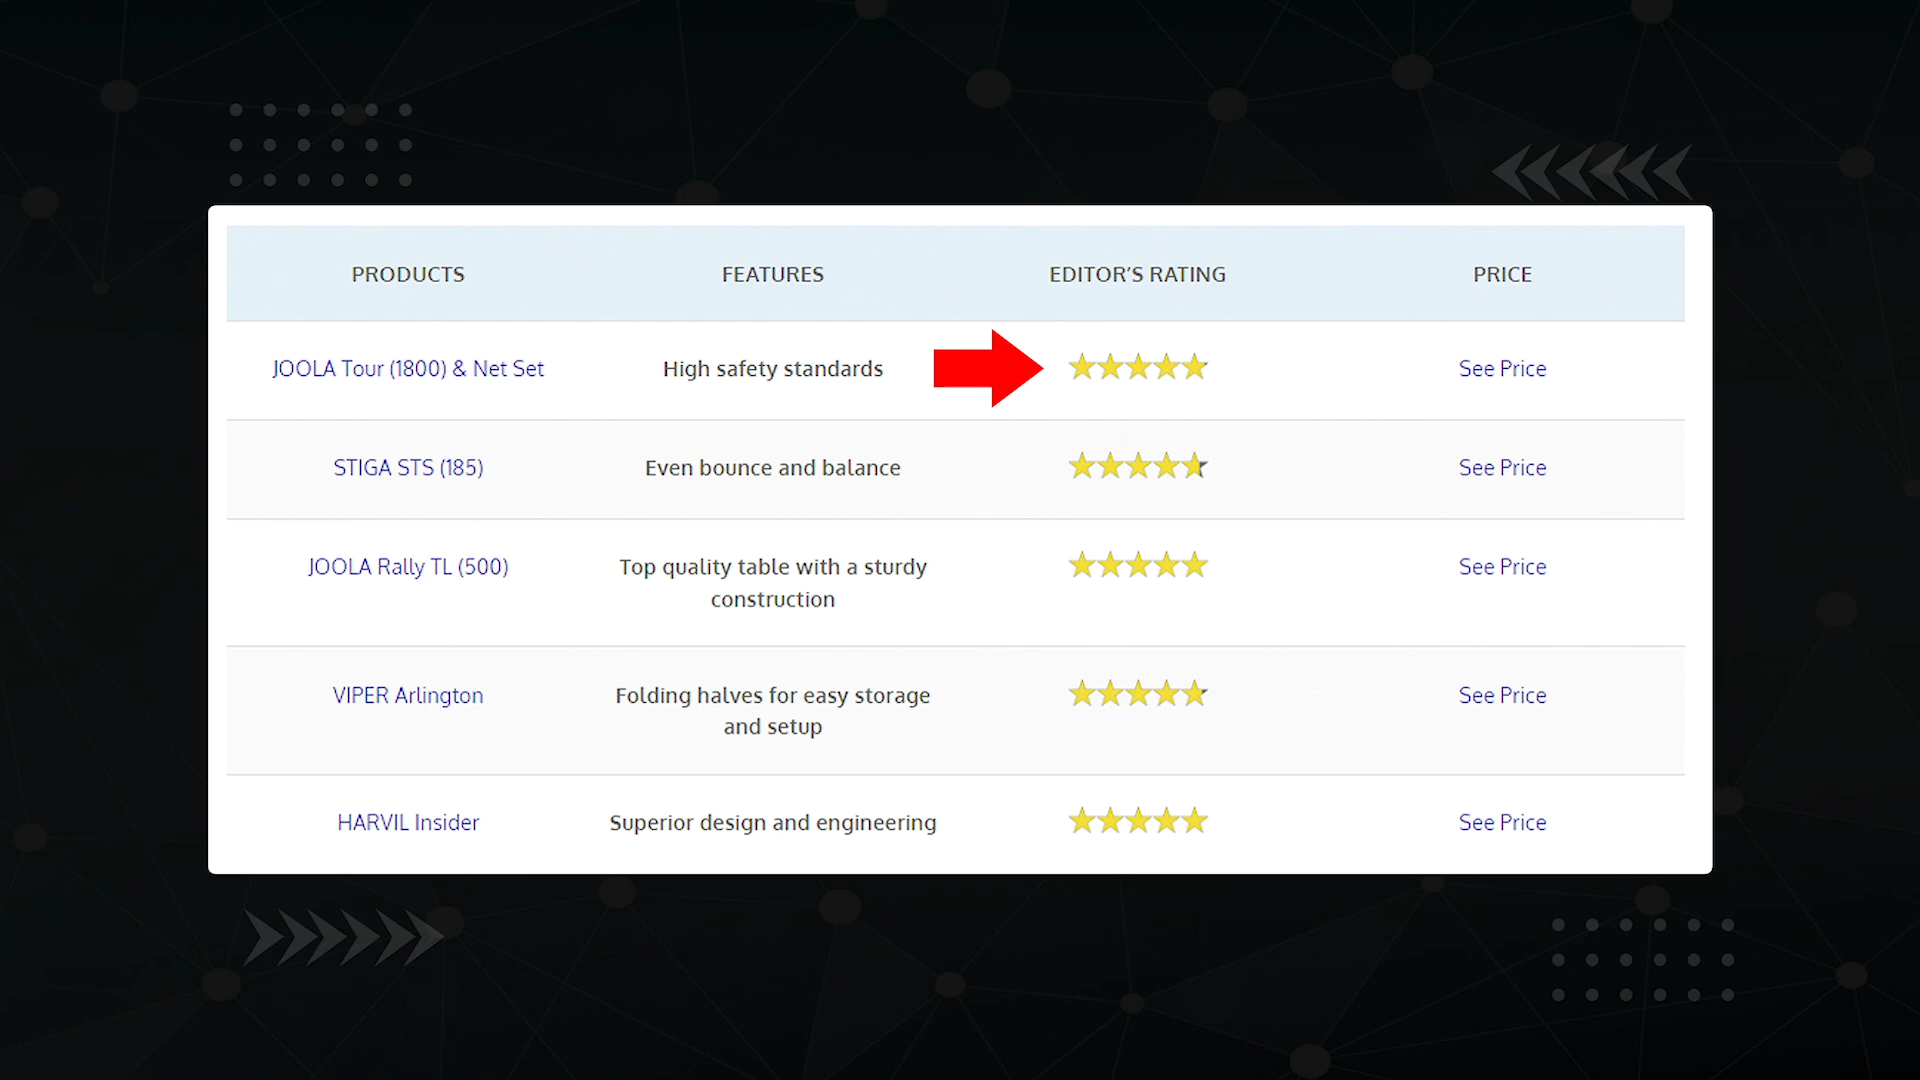 PRODUCTS FEATURES EDITOR’S RATING PRICE
JOOLA Tour (1800) & Net Set High safety standards See Price
STIGA STS (185) Even bounce and balance See Price
JOOLA Rally TL (500) Top quality table with a sturdy See Price
construction
VIPER Arlington Folding halves for easy storage See Price
and setup
HARVIL Insider Superior design and engineering See Price